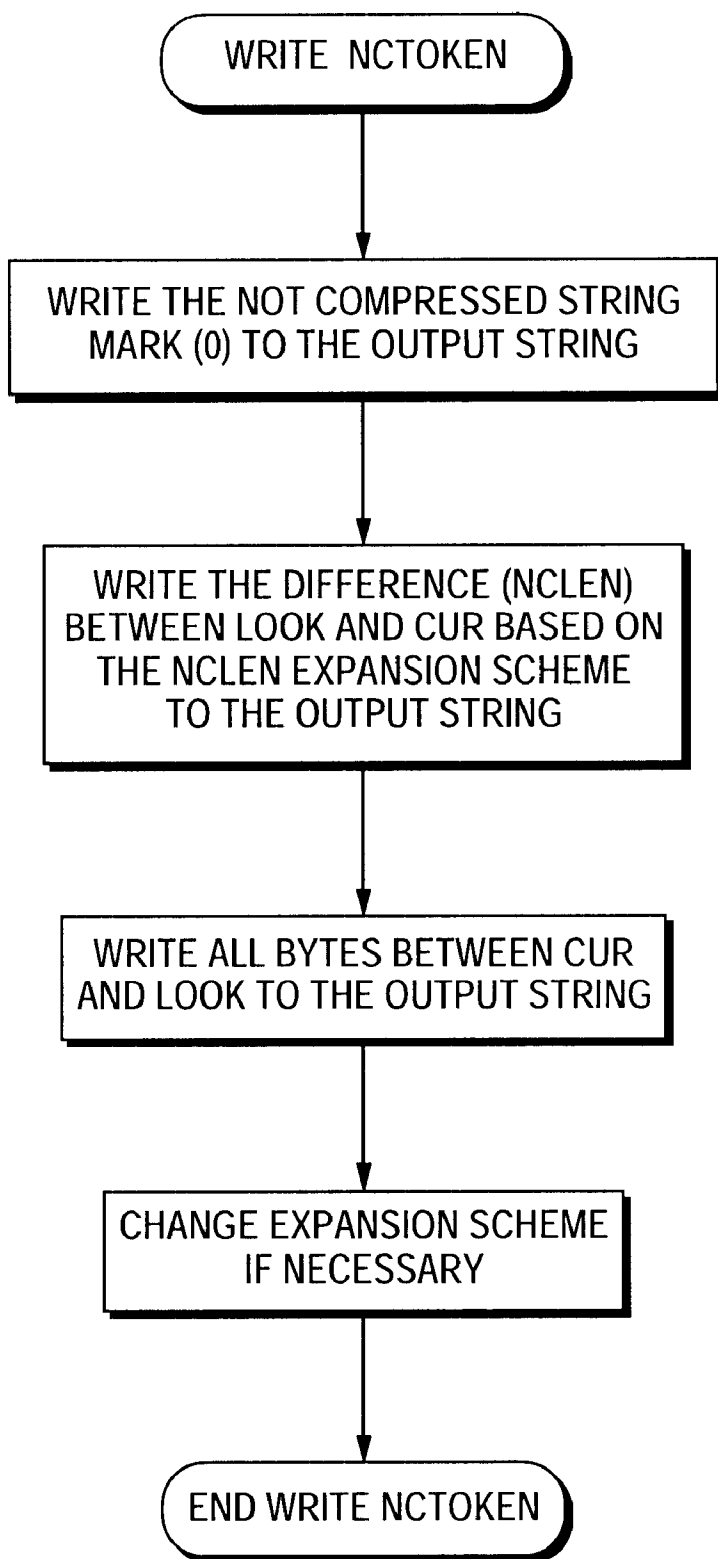 WRITE NCTOKEN
WRITE THE NOT COMPRESSED STRING
MARK (0) TO THE OUTPUT STRING
WRITE THE DIFFERENCE (NCLEN)
BETWEEN LOOK AND CUR BASED ON
THE NCLEN EXPANSION SCHEME
TO THE OUTPUT STRING
WRITE ALL BYTES BETWEEN CUR
AND LOOK TO THE OUTPUT STRING
CHANGE EXPANSION SCHEME
IF NECESSARY
END WRITE NCTOKEN